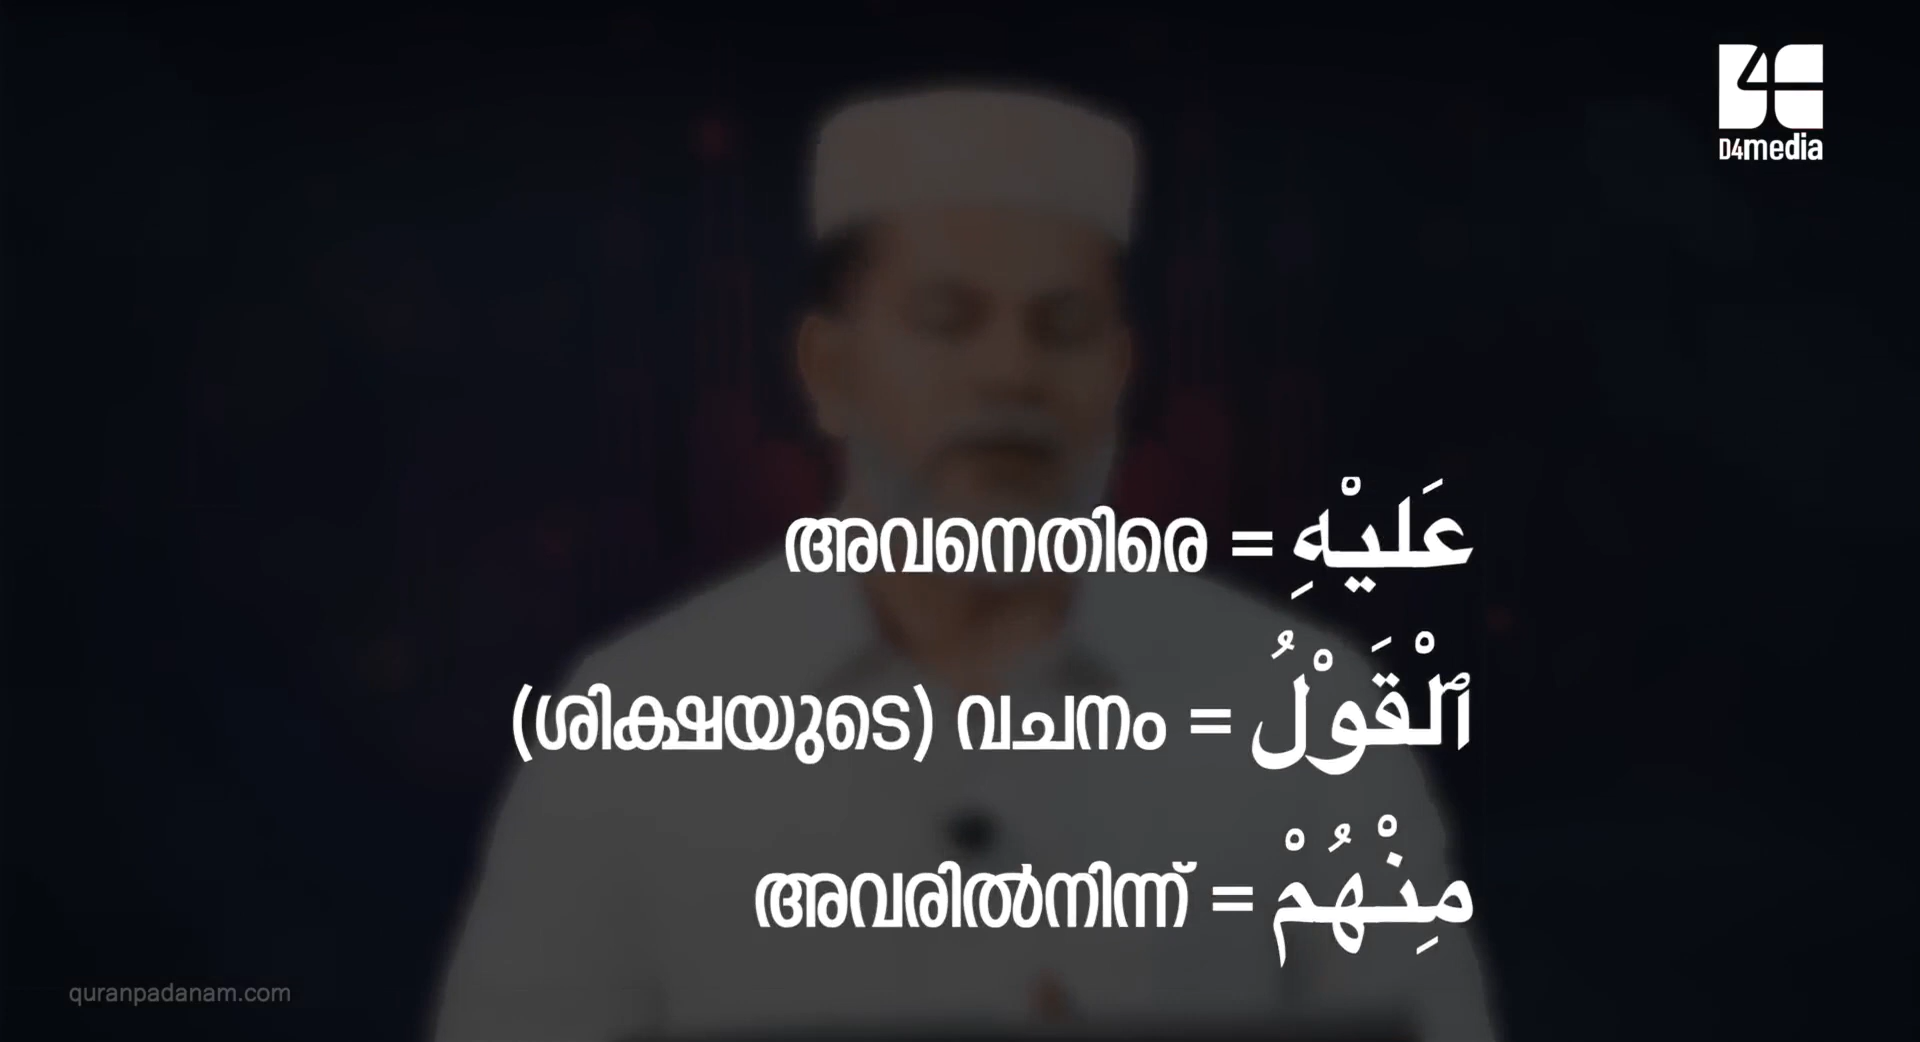 D4media
عَلَيْهِ = അവനെതിരെ
ٱلْقَوْلُ = (ശിക്ഷയുടെ) വചനം
مِنْهُمْ = അവരിൽനിന്ന്
quranpadanam.com